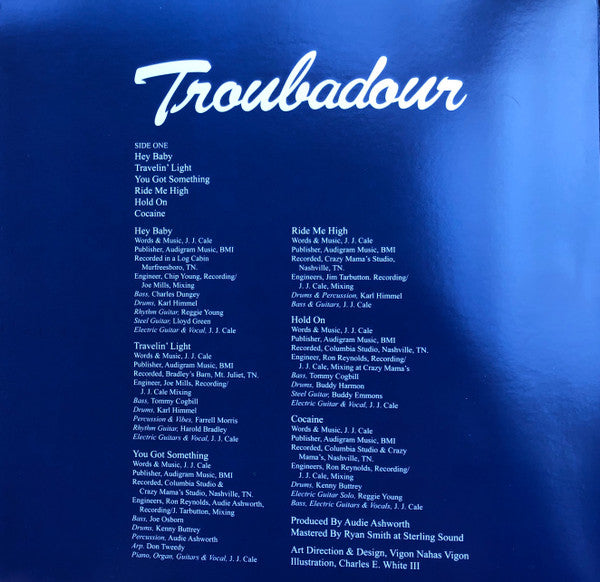 Troubadour
SIDE ONE
Hey Baby
Travelin' Light
You Got Something
Ride Me High
Hold On
Cocaine
Hey Baby
Words & Music, J. J. Cale
Publisher, Audigram Music, BMI
Recorded in a Log Cabin
Murfreesboro, TN.
Engineer, Chip Young, Recording/
Joe Mills, Mixing
Bass, Charles Dungey
Drums, Karl Himmel
Rhythm Guitar, Reggie Young
Steel Guitar, Lloyd Green
Electric Guitar & Vocal, J. J. Cale
Travelin' Light
Words & Music, J. J. Cale
Publisher, Audigram Music, BMI
Recorded, Bradley's Barn, Mt. Juliet, TN.
Engineer, Joe Mills, Recording/
J. J. Cale, Mixing
Bass, Tommy Cogbill
Drums, Karl Himmel
Percussion & Vibes, Farrell Morris
Rhythm Guitar, Harold Bradley
Electric Guitars & Vocal, J. J. Cale
You Got Something
Words & Music, J. J. Cale
Publisher, Audigram Music, BMI
Recorded, Columbia Studio &
Crazy Mama's Studio, Nashville, TN.
Engineers, Ron Reynolds, Audie Ashworth,
Recording/J. Tarbutton, Mixing
Bass, Joe Osborn
Drums, Kenny Buttrey
Percussion, Audie Ashworth
Arp, Don Tweedy
Piano, Organ, Guitars & Vocal, J. J. Cale
Ride Me High
Words & Music, J. J. Cale
Publisher, Audigram Music, BMI
Recorded, Crazy Mama's Studio,
Nashville, TN.
Engineers, Jim Tarbutton. Recording/
J. J. Cale, Mixing
Drums & Percussion, Karl Himmel
Bass & Guitars, J. J. Cale
Hold On
Words & Music, J. J. Cale
Publisher, Audigram Music, BMI
Recorded, Columbia Studio, Nashville, TN.
Engineer, Ron Reynolds, Recording/
J. J. Cale, Mixing at Crazy Mama's
Bass, Tommy Cogbill
Drums, Buddy Harmon
Steel Guitar, Buddy Emmons
Electric Guitar & Vocal, J. J. Cale
Cocaine
Words & Music, J. J. Cale
Publisher, Audigram Music, BMI
Recorded, Columbia Studio & Crazy
Mama's, Nashville, TN.
Engineers, Ron Reynolds, Recording/
J. J. Cale, Mixing
Drums, Kenny Buttrey
Electric Guitar Solo, Reggie Young
Bass, Electric Guitars & Vocals, J. J. Cale
Produced By Audie Ashworth
Mastered By Ryan Smith at Sterling Sound
Art Direction & Design, Vigon Nahas Vigon
Illustration, Charles E. White III